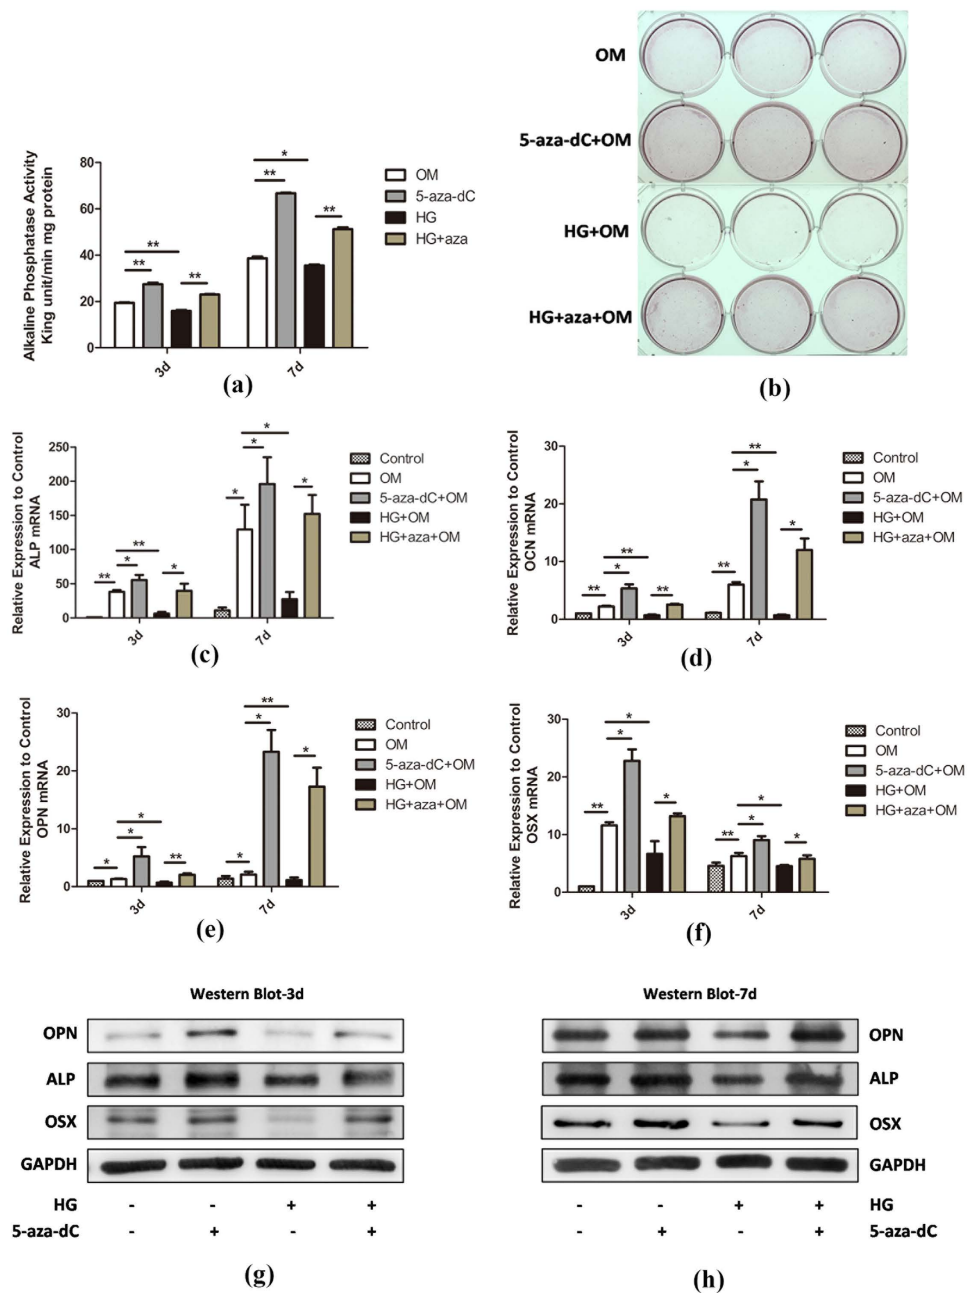 Alkaline Phosphatase Activity
King unit/min mg protein
80
60
40
20
0
*
**
**
**
**
*
**
**
3d
7d
OM
5-aza-dC
HG
HG+aza
(a)
OM
5-aza-dC+OM
HG+OM
HG+aza+OM
(b)
Relative Expression to Control
ALP mRNA
250
200
150
100
50
0
**
*
**
*
*
*
*
*
3d
7d
Control
OM
5-aza-dC+OM
HG+OM
HG+aza+OM
(c)
Relative Expression to Control
OCN mRNA
30
20
10
0
**
*
**
**
**
*
**
*
3d
7d
Control
OM
5-aza-dC+OM
HG+OM
HG+aza+OM
(d)
Relative Expression to Control
OPN mRNA
30
20
10
0
*
*
*
**
*
*
**
*
3d
7d
Control
OM
5-aza-dC+OM
HG+OM
HG+aza+OM
(e)
Relative Expression to Control
OSX mRNA
30
20
10
0
**
*
*
*
**
*
*
*
3d
7d
Control
OM
5-aza-dC+OM
HG+OM
HG+aza+OM
(f)
Western Blot-3d
OPN
ALP
OSX
GAPDH
HG - - + +
5-aza-dC - + - +
(g)
Western Blot-7d
OPN
ALP
OSX
GAPDH
- - + + HG
- + - + 5-aza-dC
(h)